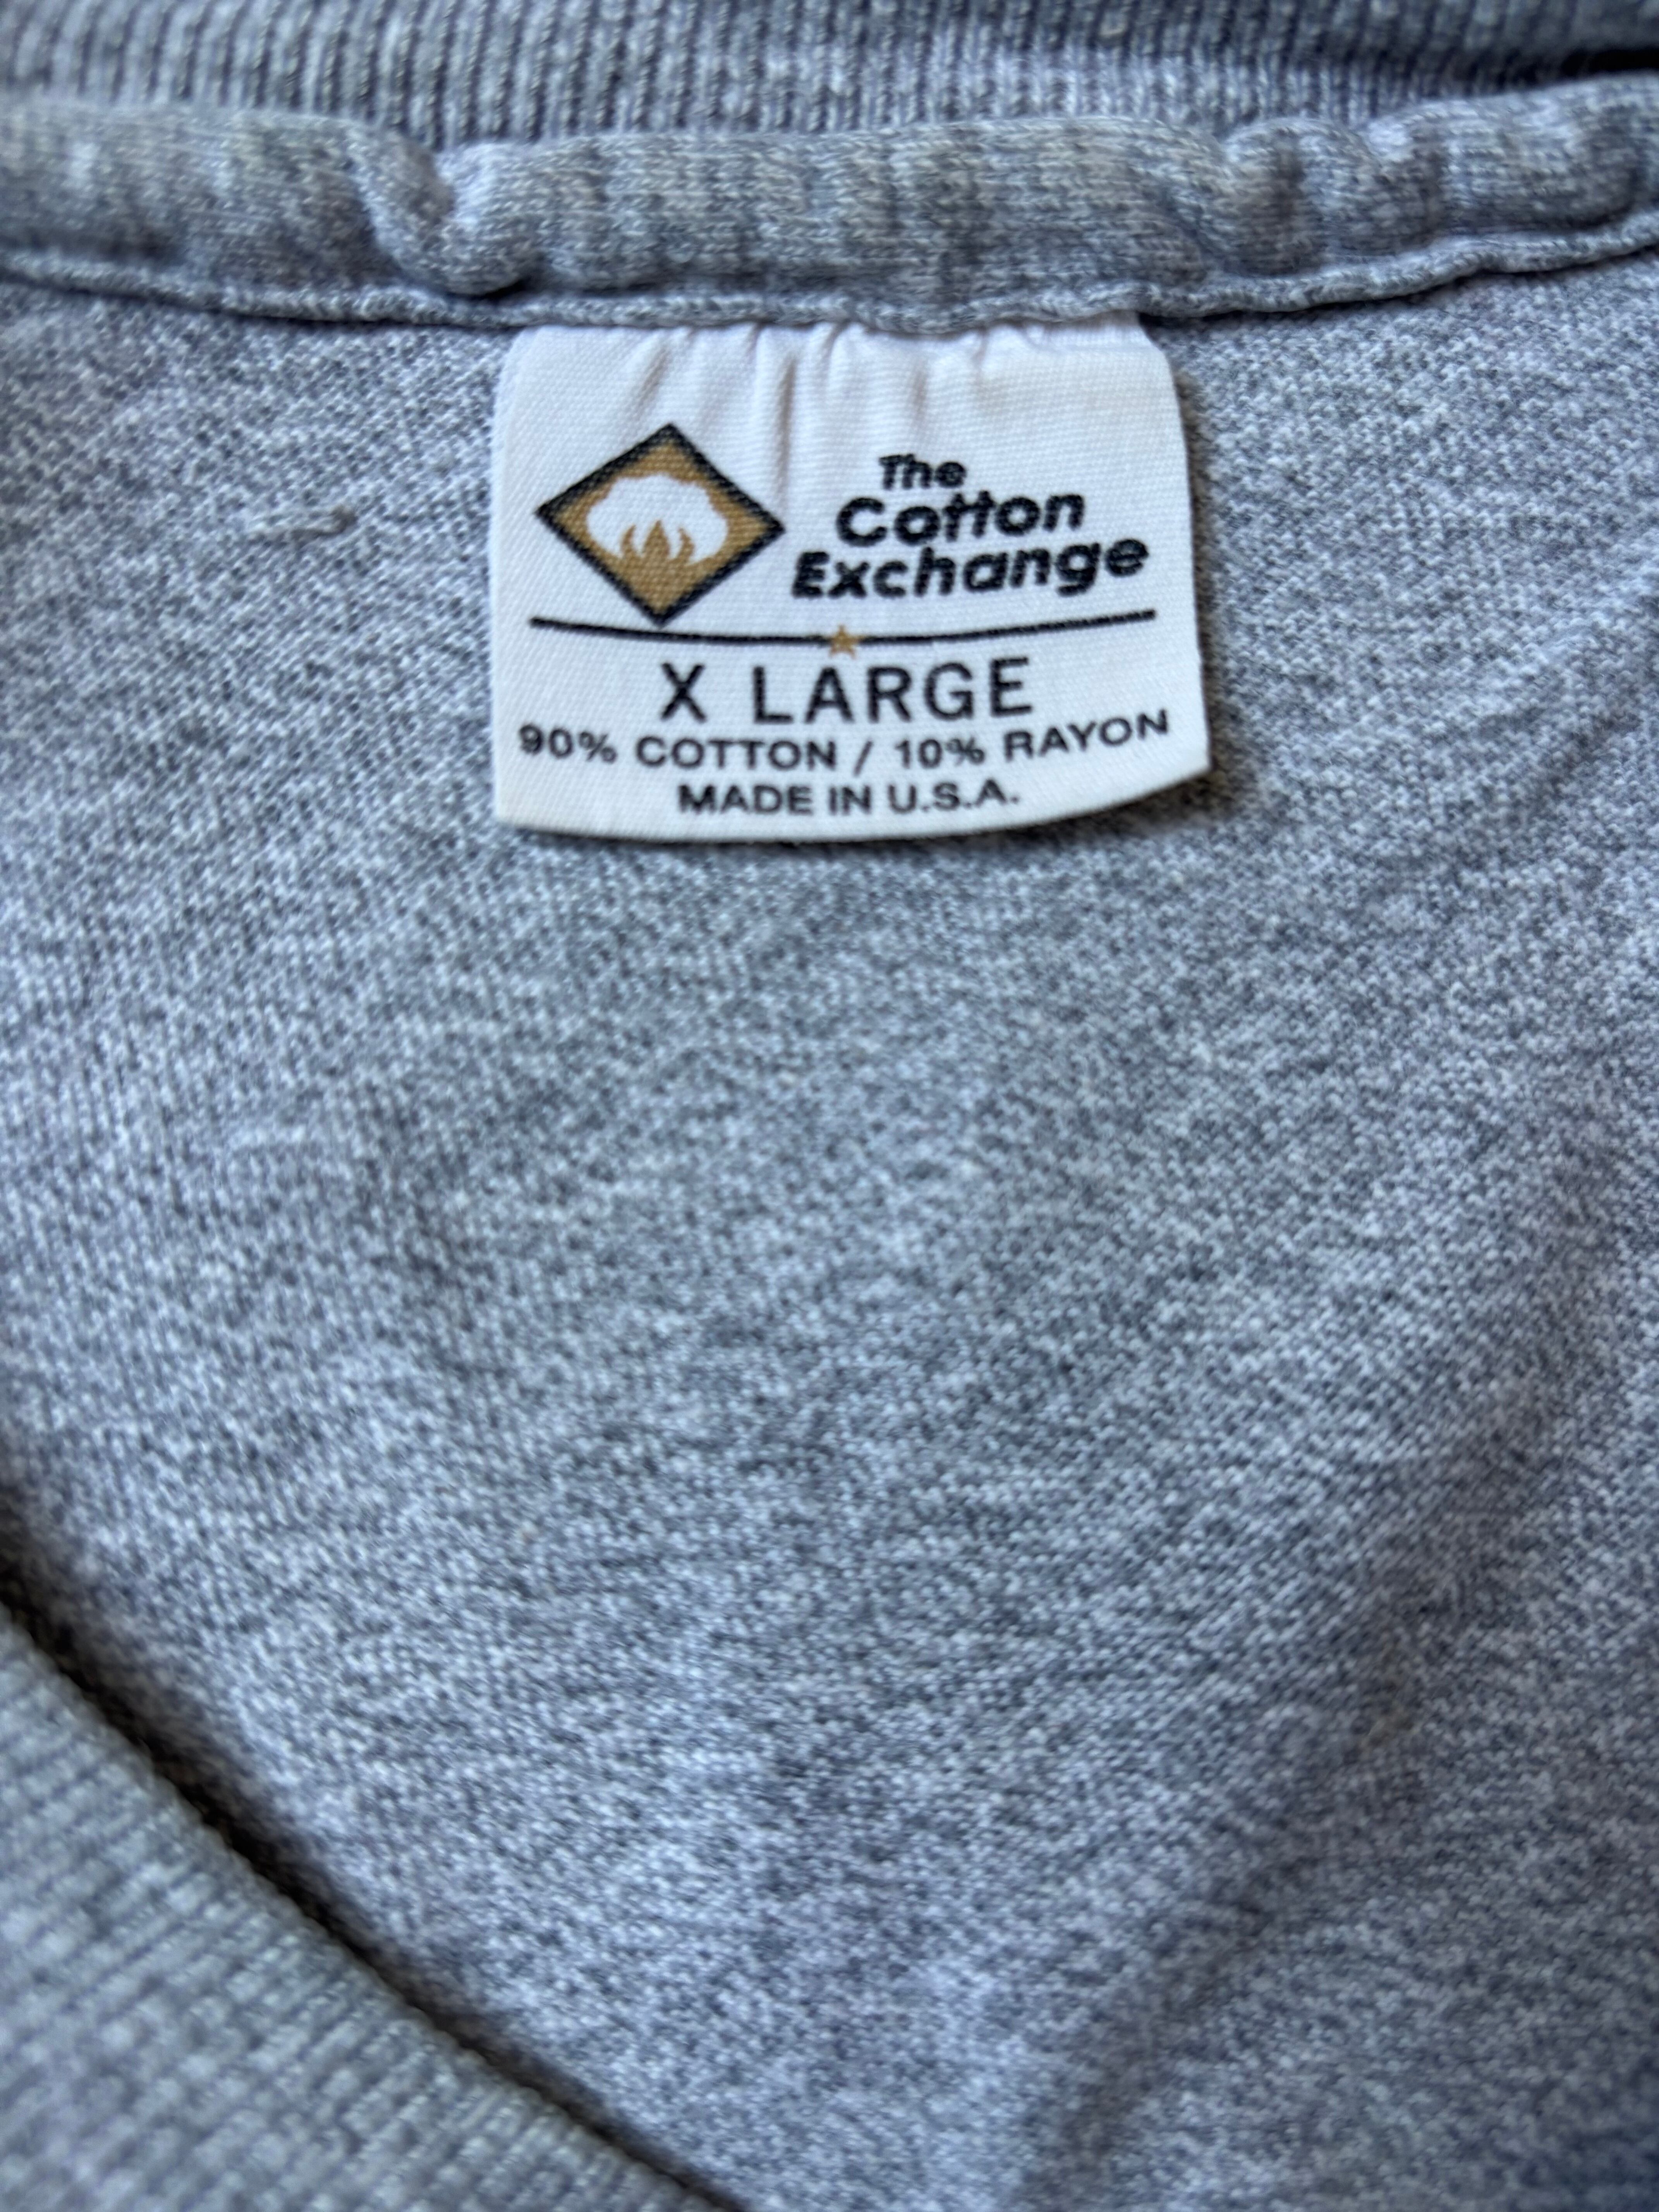 The
Cotton
Exchange
X LARGE
90% COTTON / 10% RAYON
MADE IN U.S.A.